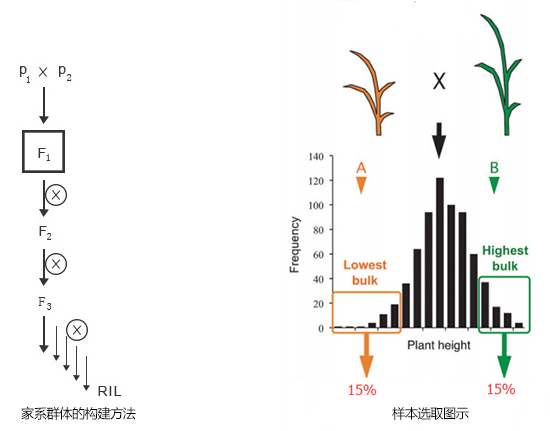 P1 X P2
F1
X
F2
X
F3
X
RIL
家系群体的构建方法
X
A
B
Frequency
140
120
100
80
60
40
20
0
Lowest
bulk
Highest
bulk
Plant height
15%
15%
样本选取图示